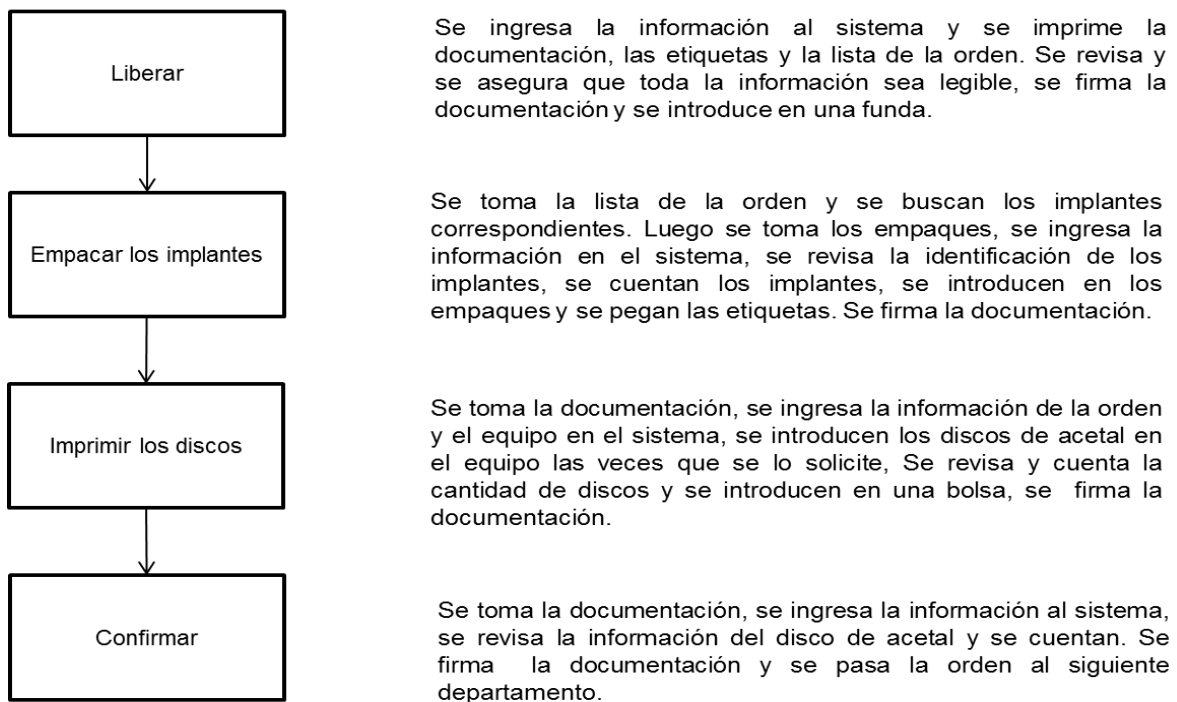 Liberar
Se ingresa la información al sistema y se imprime la
documentación, las etiquetas y la lista de la orden. Se revisa y
se asegura que toda la información sea legible, se firma la
documentación y se introduce en una funda.
Empacar los implantes
Se toma la lista de la orden y se buscan los implantes
correspondientes. Luego se toma los empaques, se ingresa la
información en el sistema, se revisa la identificación de los
implantes, se cuentan los implantes, se introducen en los
empaques y se pegan las etiquetas. Se firma la documentación.
Imprimir los discos
Se toma la documentación, se ingresa la información de la orden
y el equipo en el sistema, se introducen los discos de acetal en
el equipo las veces que se lo solicite, Se revisa y cuenta la
cantidad de discos y se introducen en una bolsa, se firma la
documentación.
Confirmar
Se toma la documentación, se ingresa la información al sistema,
se revisa la información del disco de acetal y se cuentan. Se
firma la documentación y se pasa la orden al siguiente
departamento.